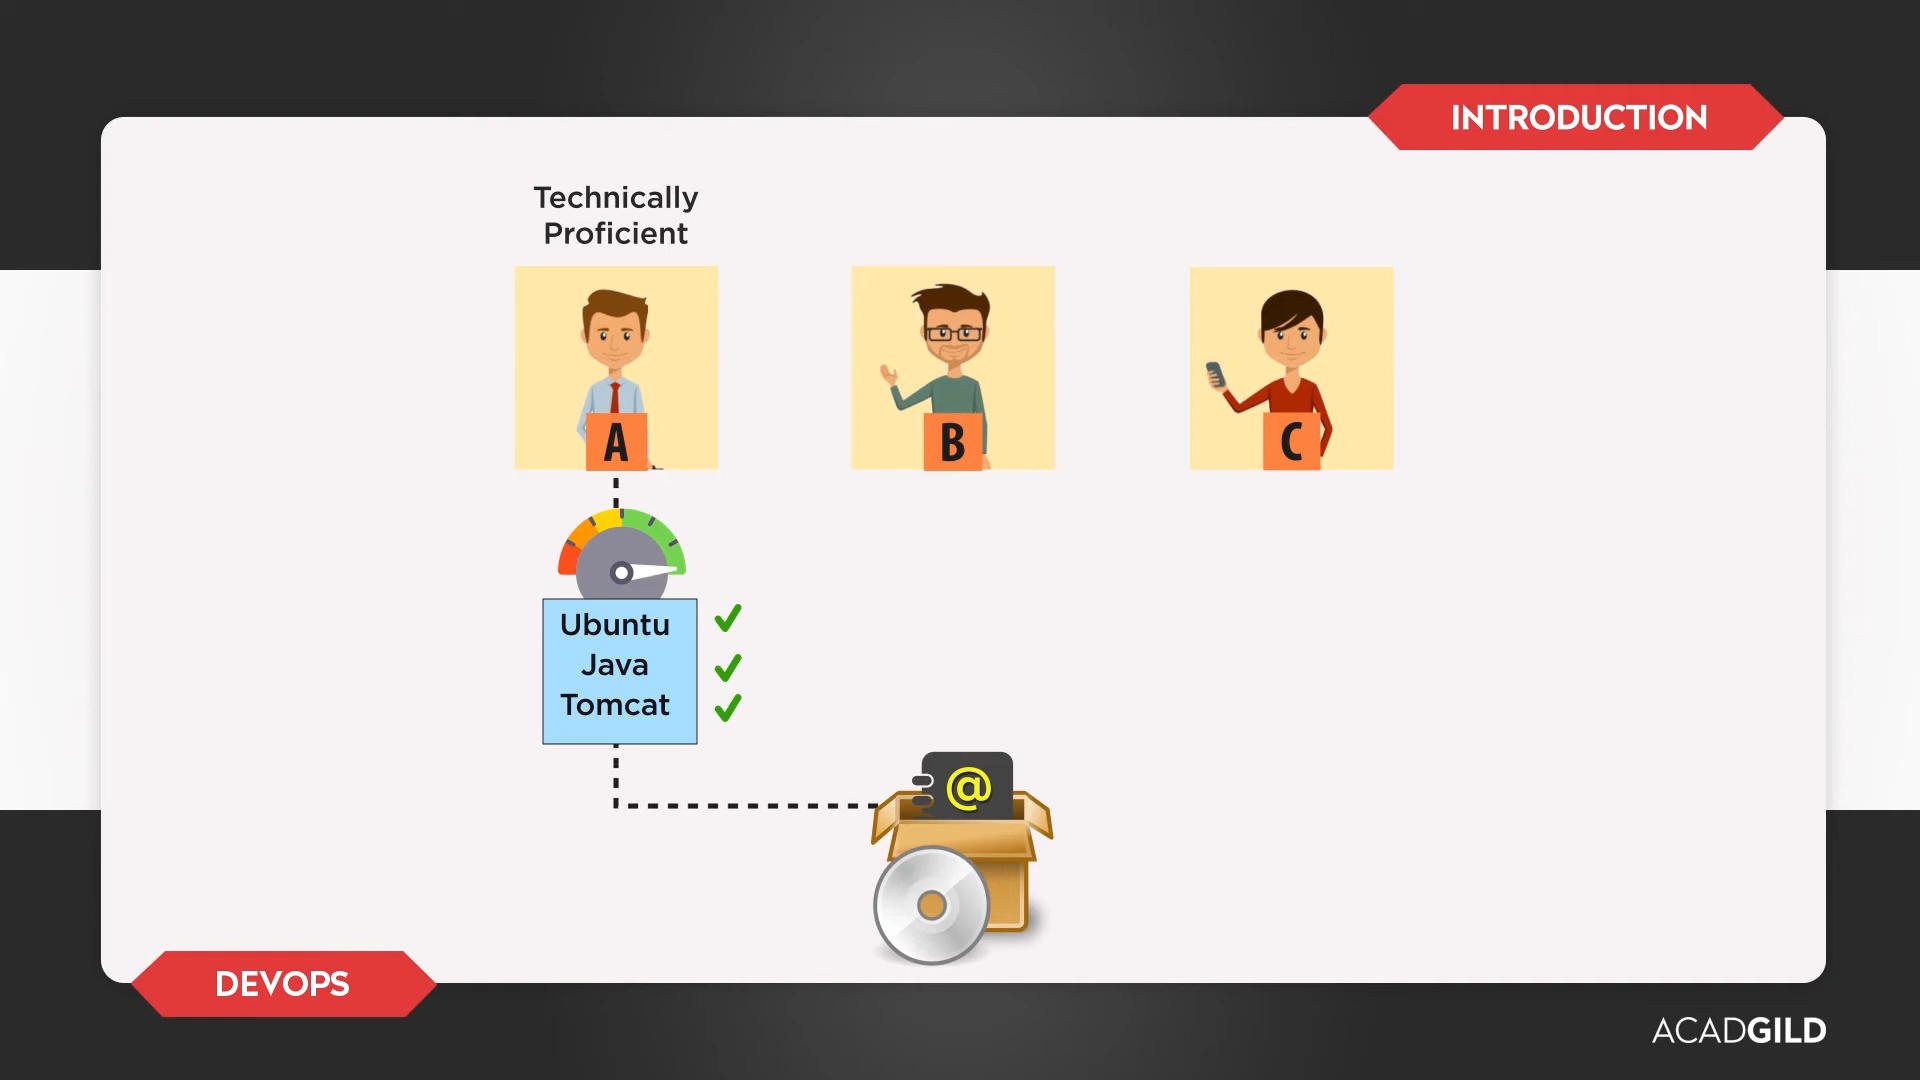 INTRODUCTION
Technically
Proficient
A
B
C
Ubuntu
Java
Tomcat
@
DEVOPS
ACADGILD